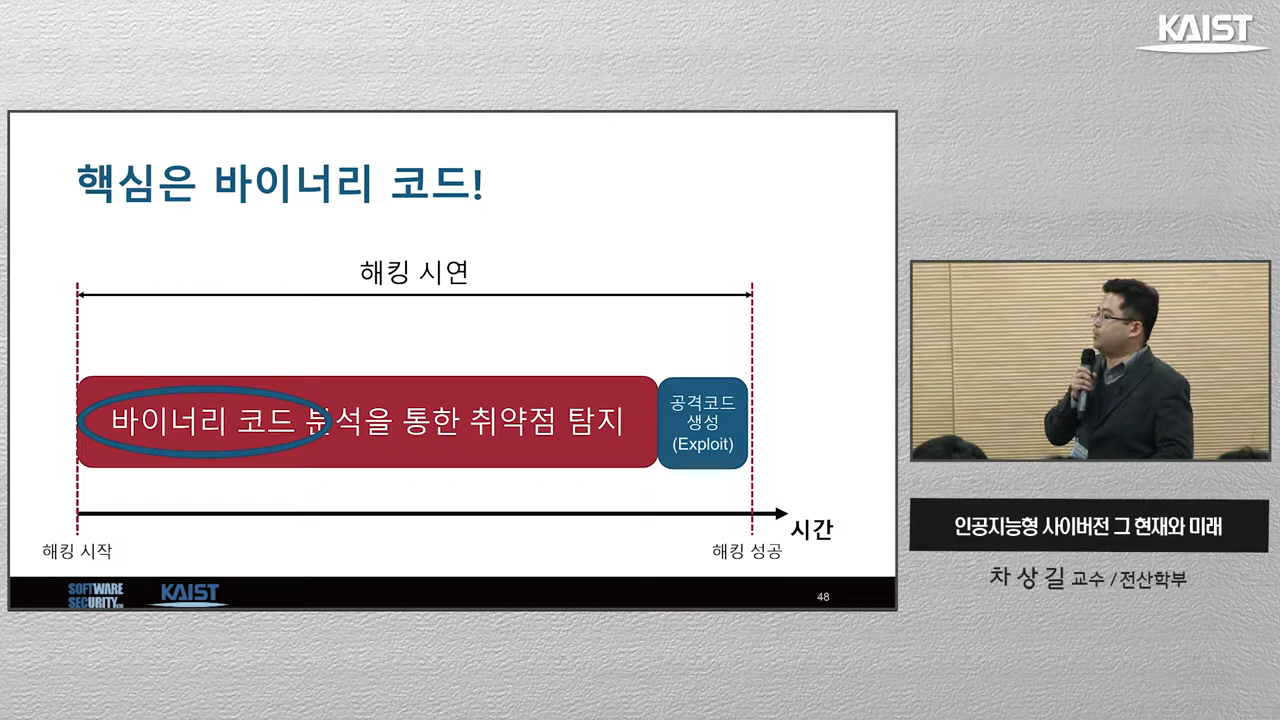 KAIST
핵심은 바이너리 코드!
해킹 시연
바이너리 코드 분석을 통한 취약점 탐지
공격코드
생성
(Exploit)
시간
해킹 시작
해킹 성공
SOFTWARE
SECURITY
KAIST
48
인공지능형 사이버전 그 현재와 미래
차상길 교수 / 전산학부